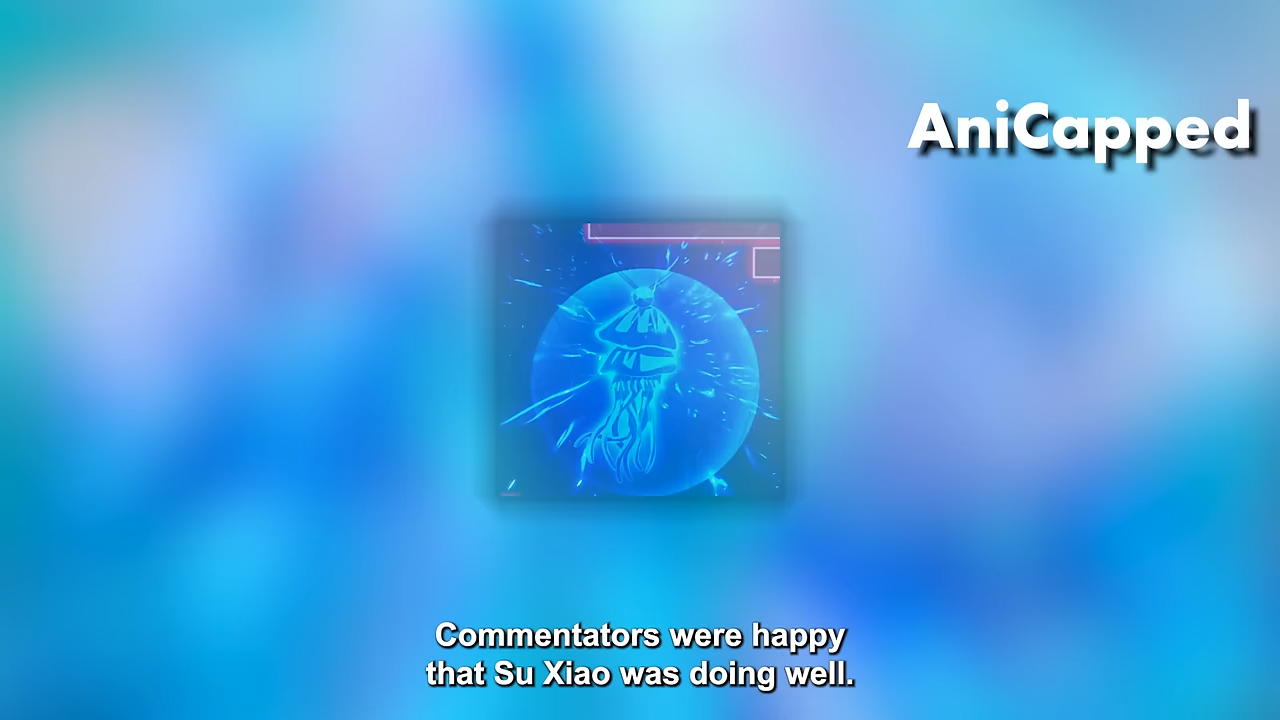 AniCapped
Commentators were happy
that Su Xiao was doing well.